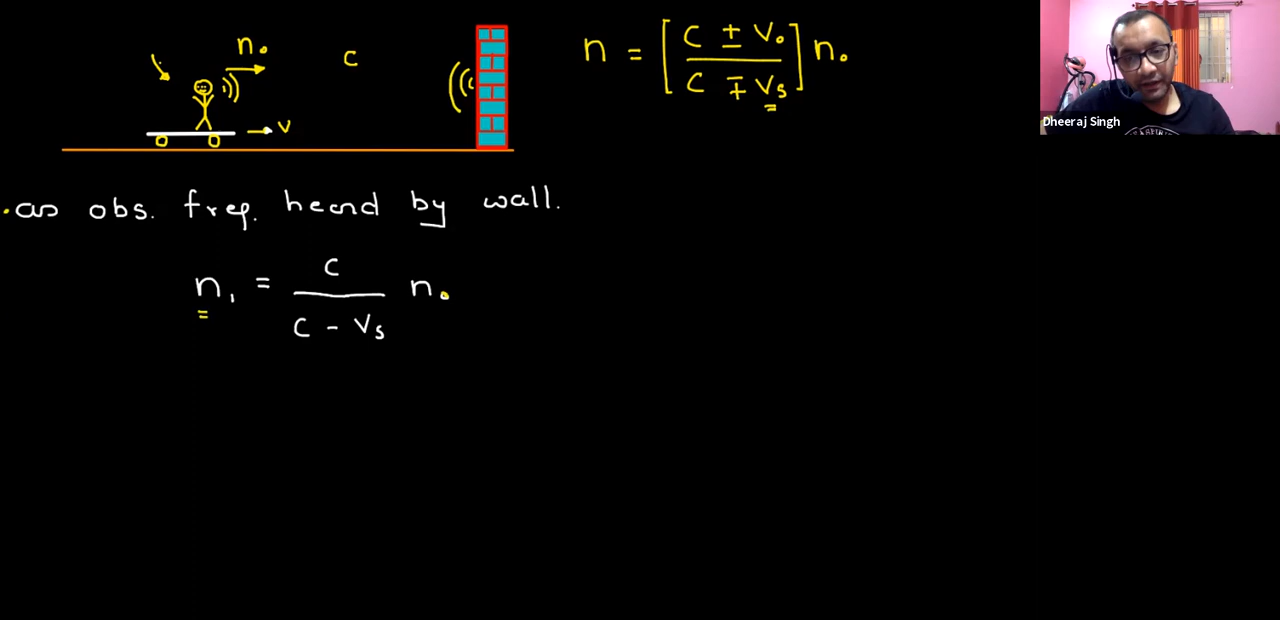 n₀
c
v
n = [ (c ± v₀) / (c ∓ vₛ) ] n₀
Dheeraj Singh
as obs. freq. heard by wall.
n₁ = c / (c - vₛ) n₀